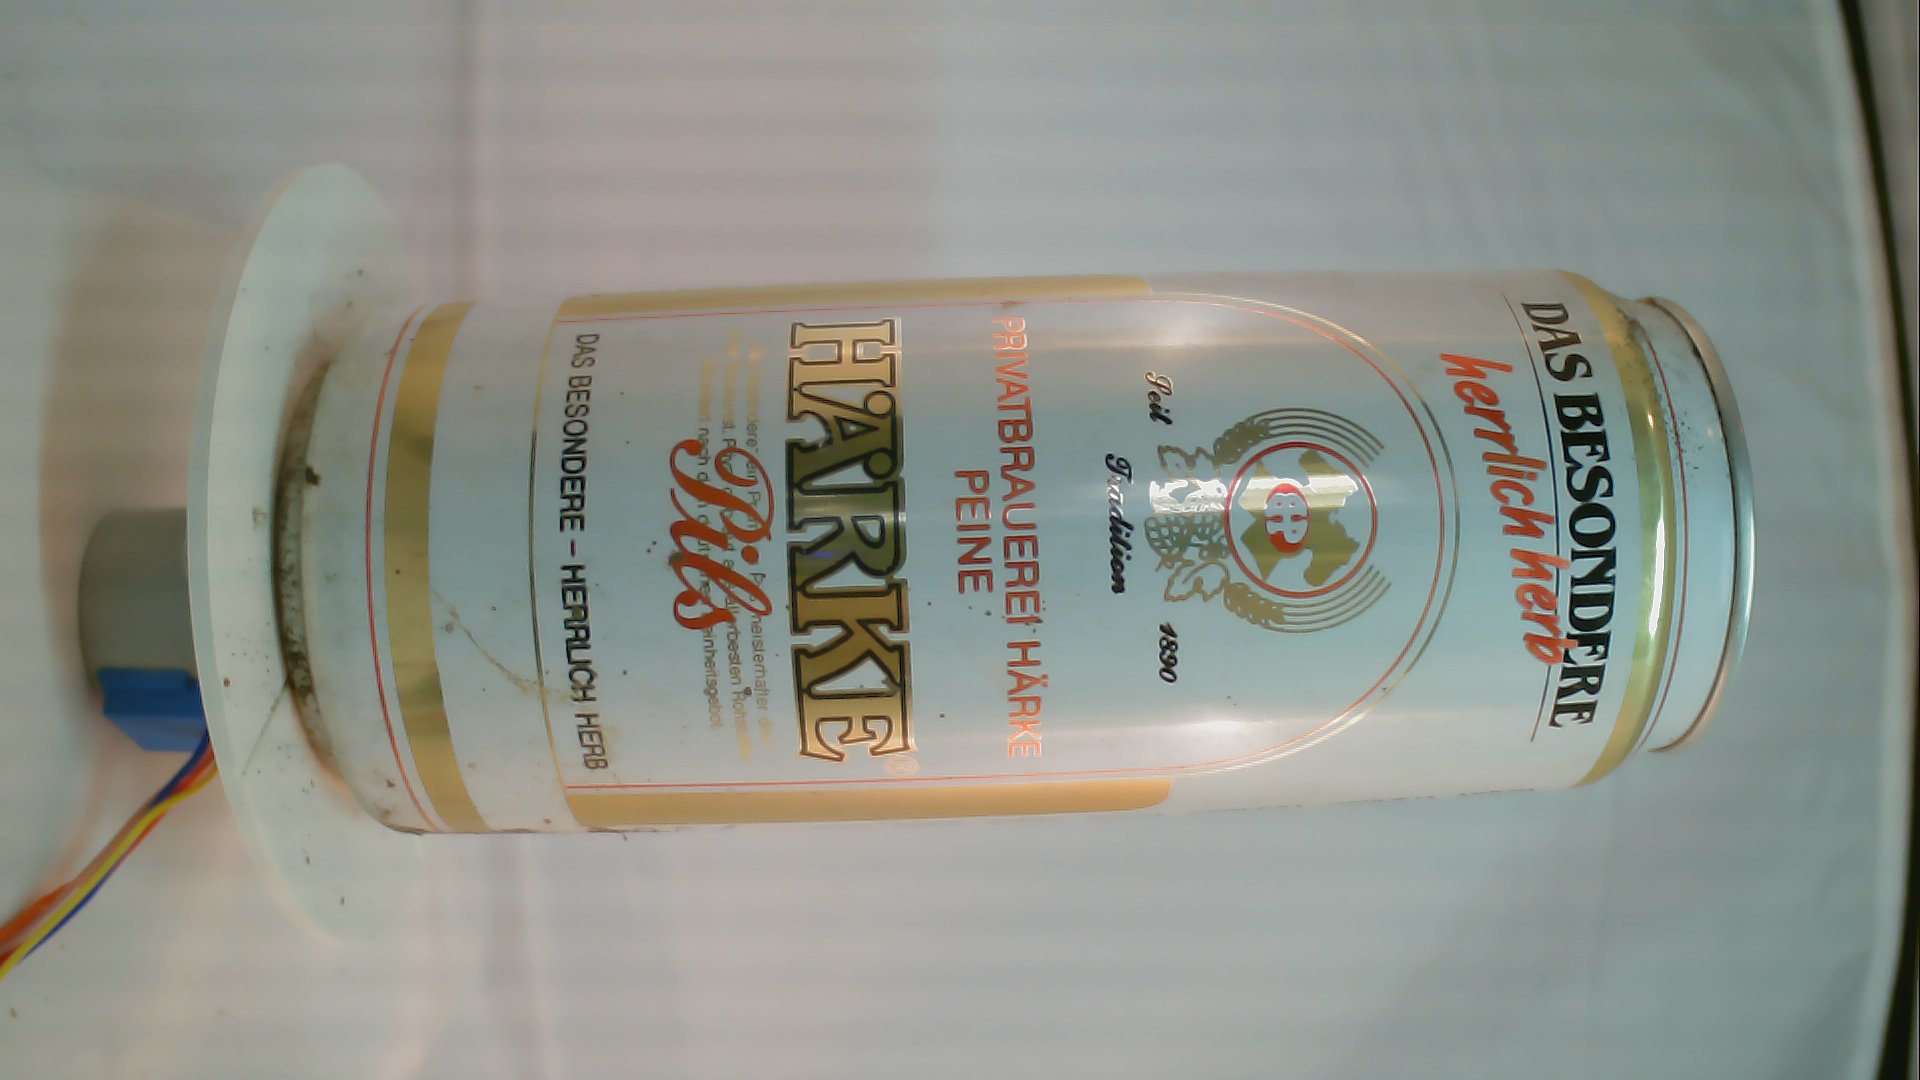 DAS BESONDERE
herrlich herb
Seit 1890
Tradition
PRIVATBRAUEREI HÄRKE
PEINE
HÄRKE®
Pils
DAS BESONDERE – HERRLICH HERB